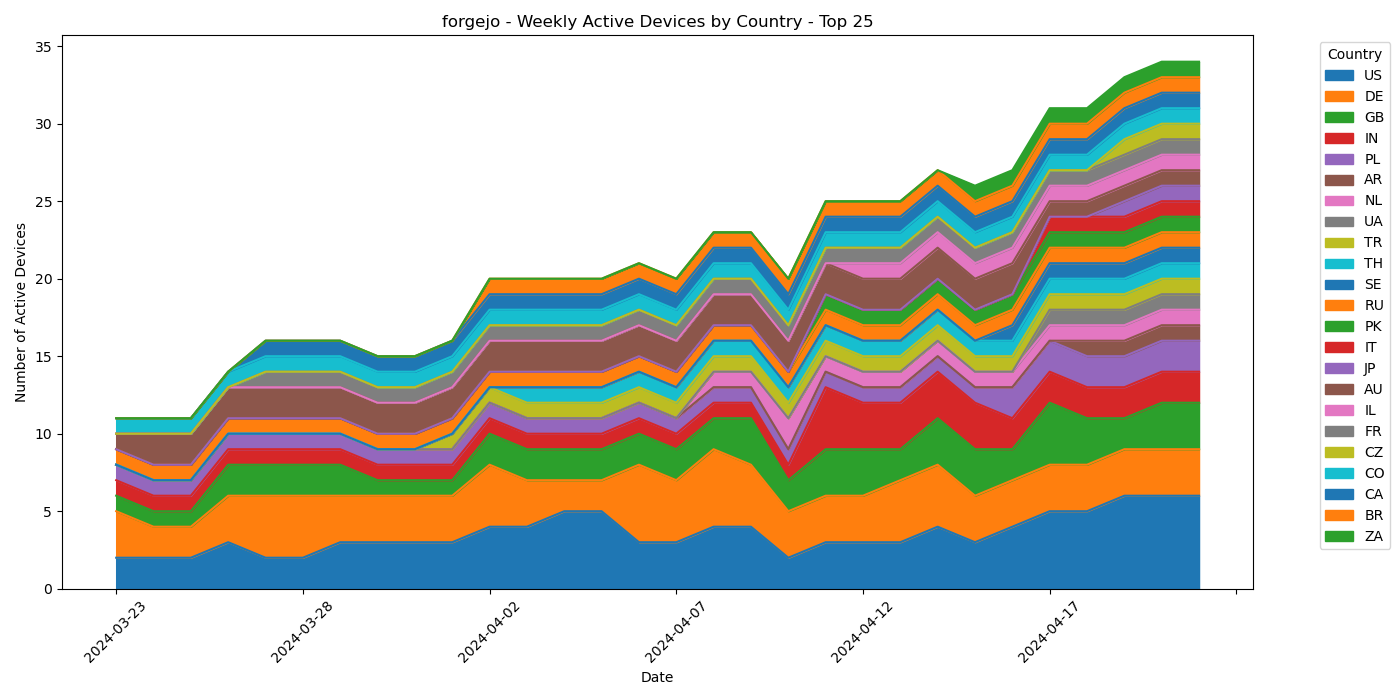 forgejo - Weekly Active Devices by Country - Top 25
Number of Active Devices
35
30
25
20
15
10
5
0
2024-03-23
2024-03-28
2024-04-02
2024-04-07
2024-04-12
2024-04-17
Date
Country
US
DE
GB
IN
PL
AR
NL
UA
TR
TH
SE
RU
PK
IT
JP
AU
IL
FR
CZ
CO
CA
BR
ZA